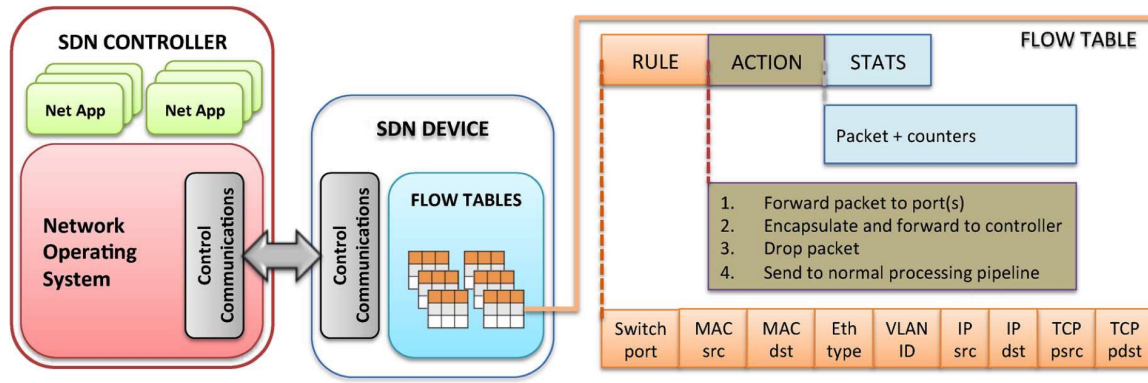 SDN CONTROLLER
Net App
Net App
Network
Operating
System
Control
Communications
SDN DEVICE
Control
Communications
FLOW TABLES
FLOW TABLE
RULE
ACTION
STATS
Packet + counters
1. Forward packet to port(s)
2. Encapsulate and forward to controller
3. Drop packet
4. Send to normal processing pipeline
Switch
port
MAC
src
MAC
dst
Eth
type
VLAN
ID
IP
src
IP
dst
TCP
psrc
TCP
pdst